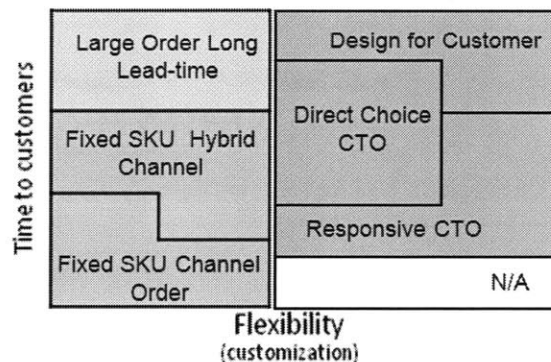 Large Order Long
Lead-time
Design for Customer
Fixed SKU Hybrid
Channel
Direct Choice
CTO
Responsive CTO
Fixed SKU Channel
Order
N/A
Time to customers
Flexibility
(customization)